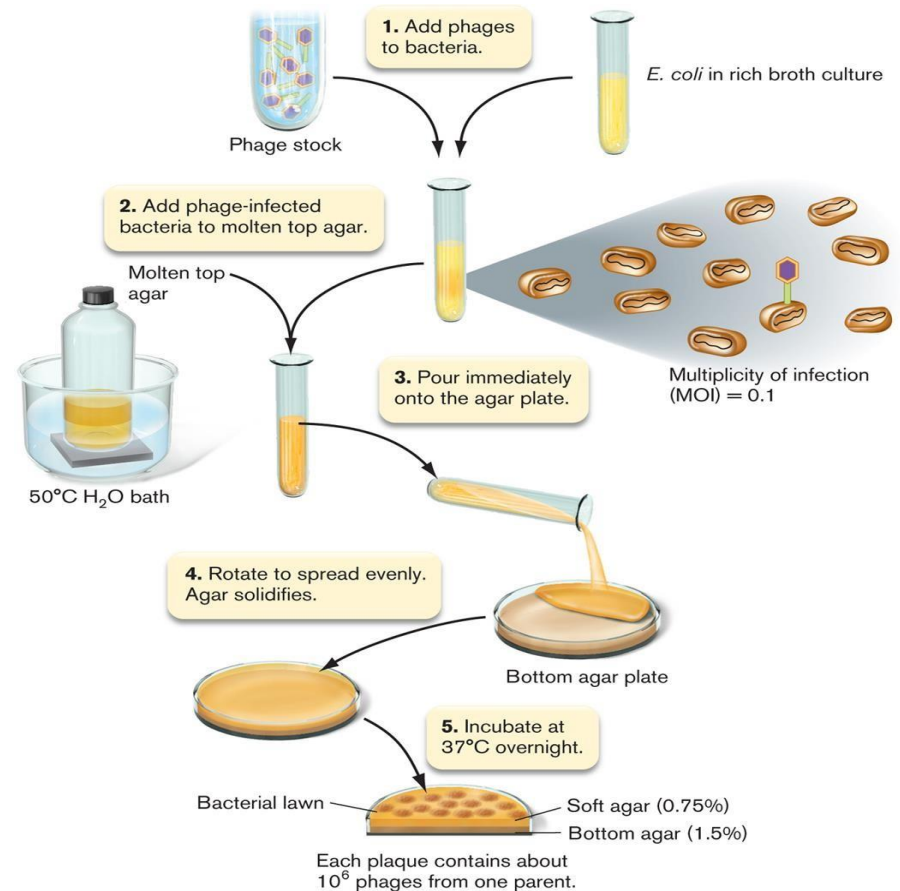 1. Add phages
to bacteria.
E. coli in rich broth culture
Phage stock
2. Add phage-infected
bacteria to molten top agar.
Molten top
agar
3. Pour immediately
onto the agar plate.
Multiplicity of infection
(MOI) = 0.1
50°C H₂O bath
4. Rotate to spread evenly.
Agar solidifies.
Bottom agar plate
5. Incubate at
37°C overnight.
Bacterial lawn
Soft agar (0.75%)
Bottom agar (1.5%)
Each plaque contains about
10⁶ phages from one parent.